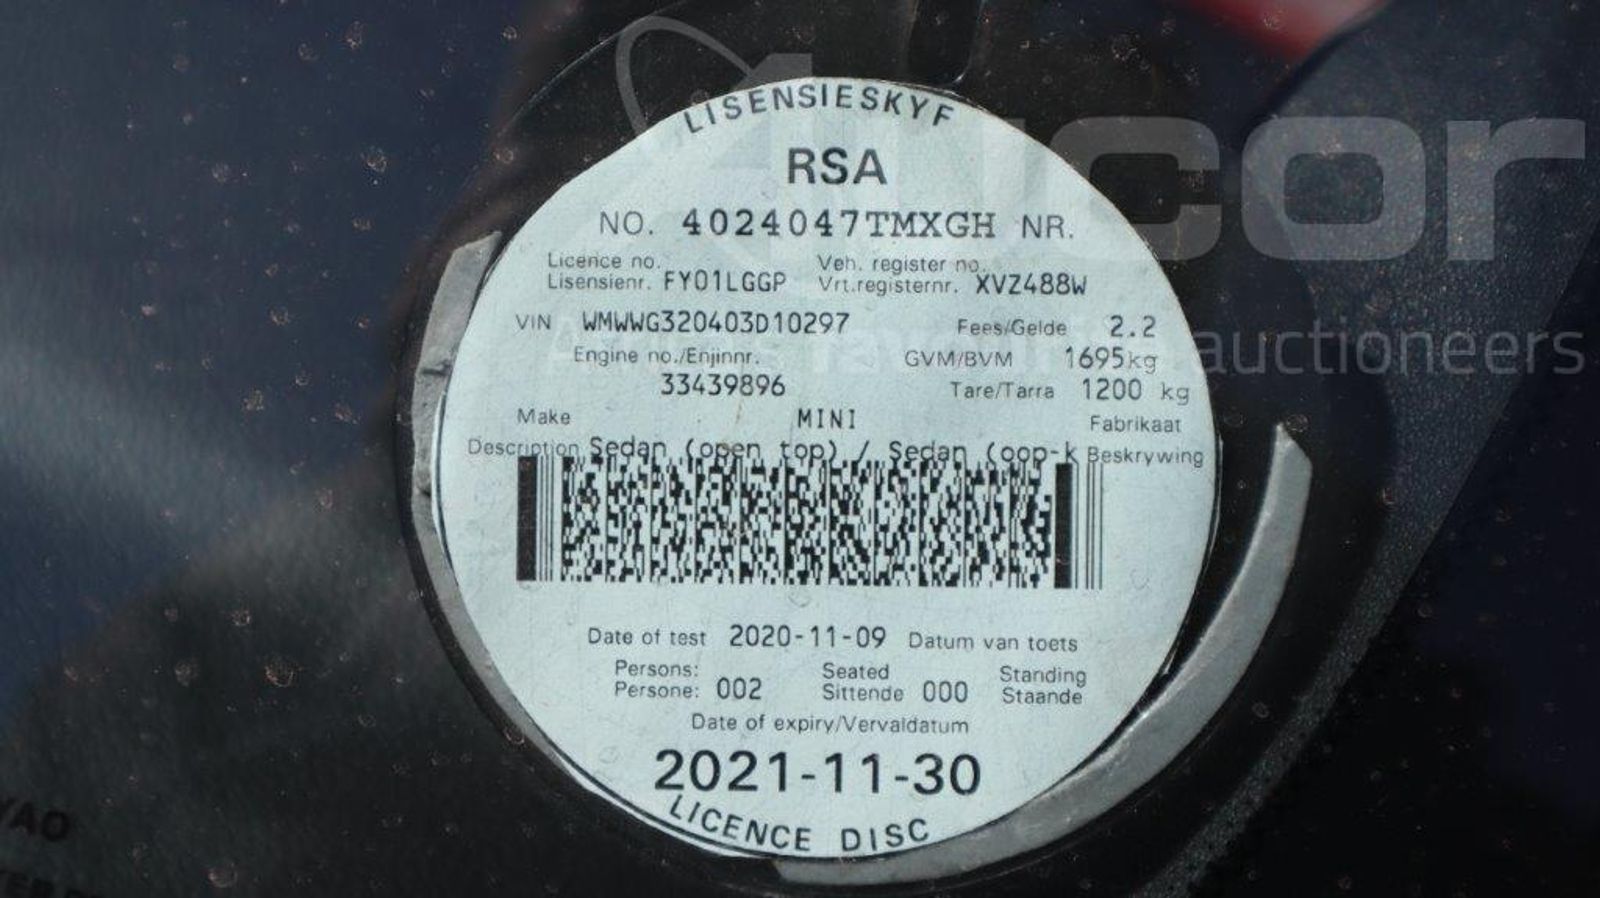 LISENSIESKYF
RSA
NO. 4024047TMXGH NR.
Licence no. Veh. register no.
Lisensienr. FY01LGGP Vrt.registernr. XVZ488W
VIN WMWWG320403D10297 Fees/Gelde 2.2
Engine no./Enjinnr. GVM/BVM 1695kg
33439896 Tare/Tarra 1200 kg
Make MINI Fabrikaat
Description Sedan (open top) / Sedan (oop-k Beskrywing
Date of test 2020-11-09 Datum van toets
Persons: Seated Standing
Persone: 002 Sittende 000 Staande
Date of expiry/Vervaldatum
2021-11-30
LICENCE DISC
auctioneers